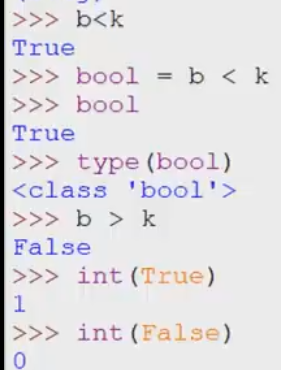 >>> b<k
True
>>> bool = b < k
>>> bool
True
>>> type(bool)
<class 'bool'>
>>> b > k
False
>>> int(True)
1
>>> int(False)
0